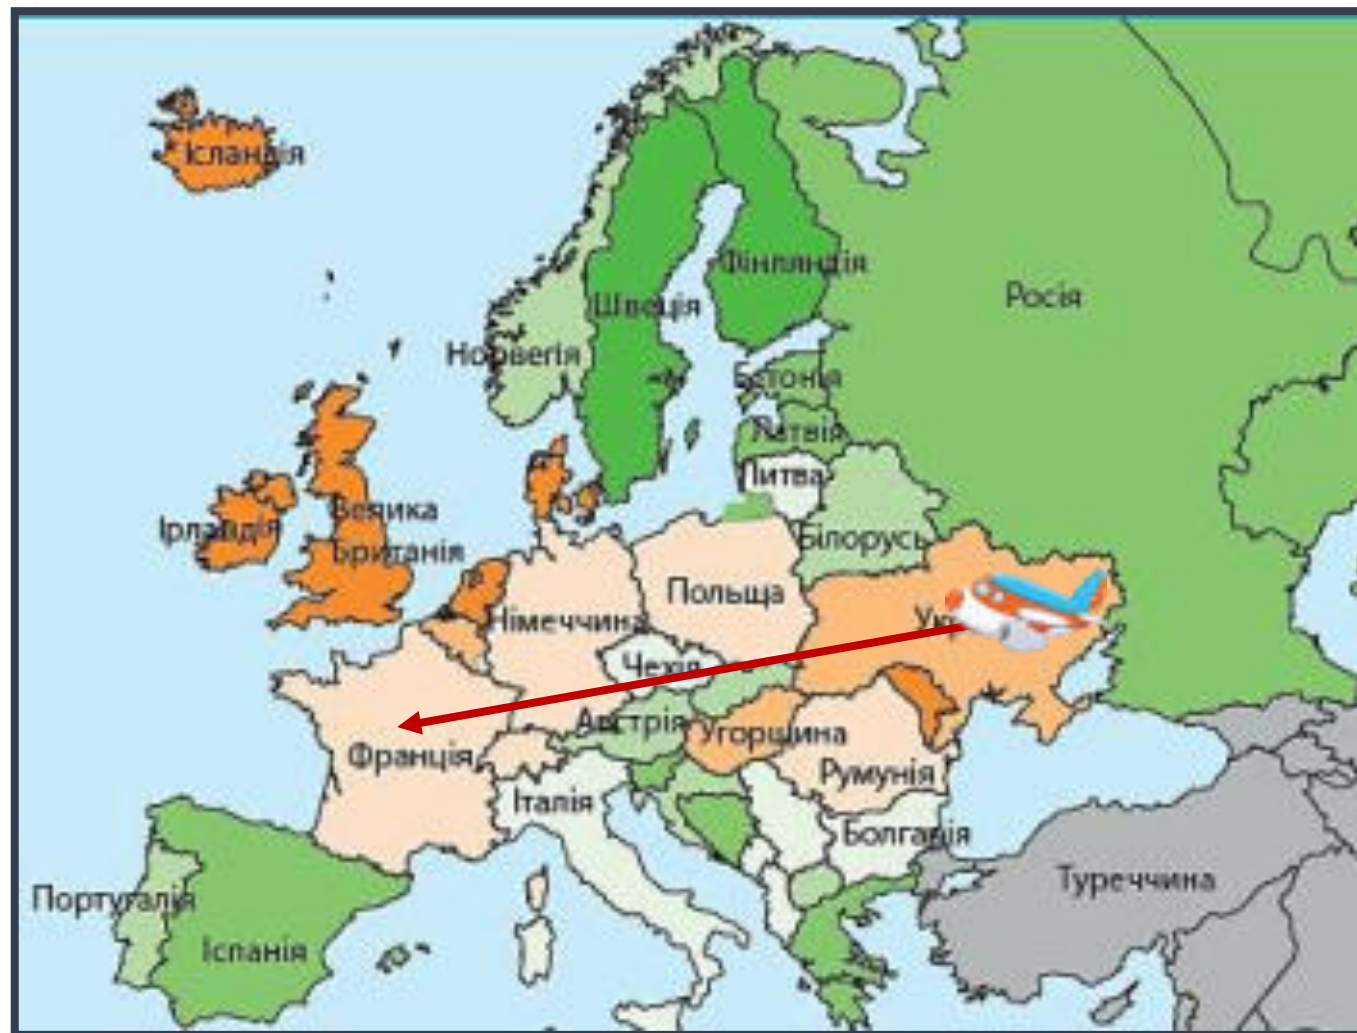 Ісландія
Фінляндія
Росія
Швеція
Норвегія
Естонія
Латвія
Литва
Велика
Британія
Ірландія
Білорусь
Польща
Німеччина
Чехія
Австрія
Угорщина
Франція
Румунія
Італія
Болгарія
Туреччина
Португалія
Іспанія